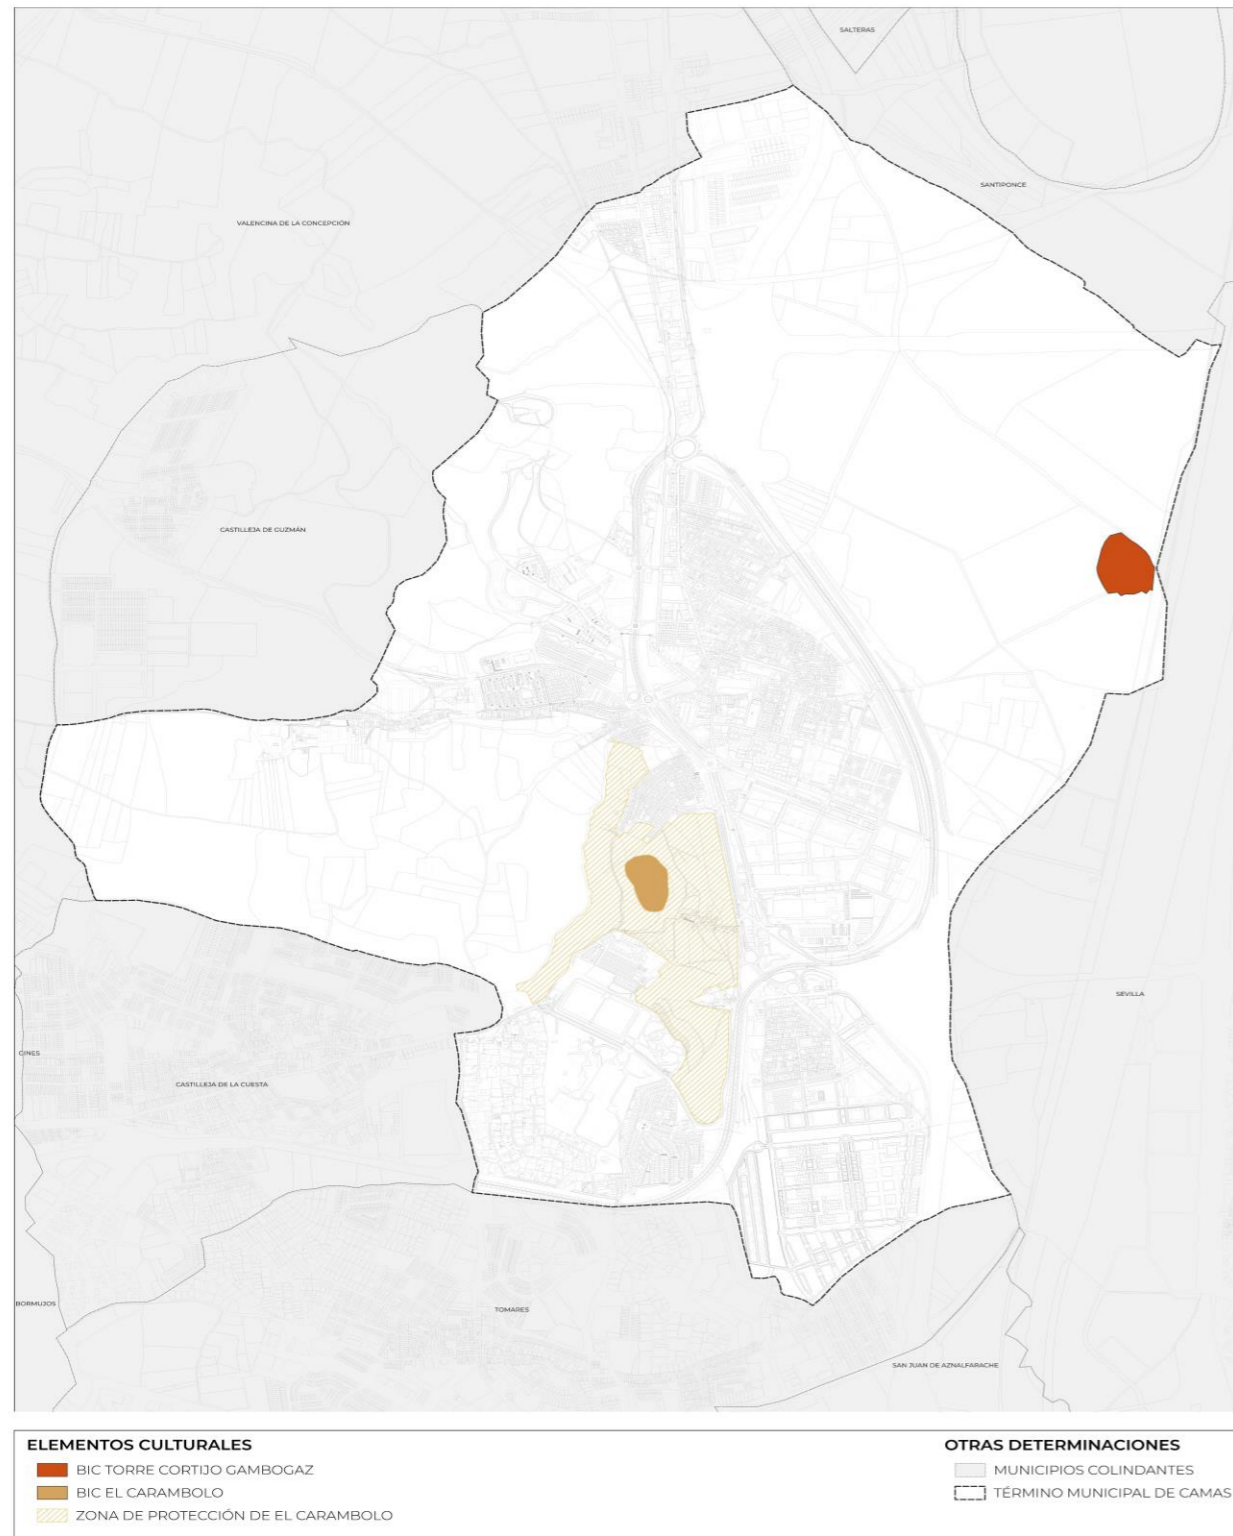 SALTERAS
SANTIPONCE
VALENCINA DE LA CONCEPCIÓN
CASTILLEJA DE GUZMÁN
SEVILLA
GINES
CASTILLEJA DE LA CUESTA
BORMUJOS
TOMARES
SAN JUAN DE AZNALFARACHE
ELEMENTOS CULTURALES
BIC TORRE CORTIJO GAMBOGAZ
BIC EL CARAMBOLO
ZONA DE PROTECCIÓN DE EL CARAMBOLO
OTRAS DETERMINACIONES
MUNICIPIOS COLINDANTES
TÉRMINO MUNICIPAL DE CAMAS